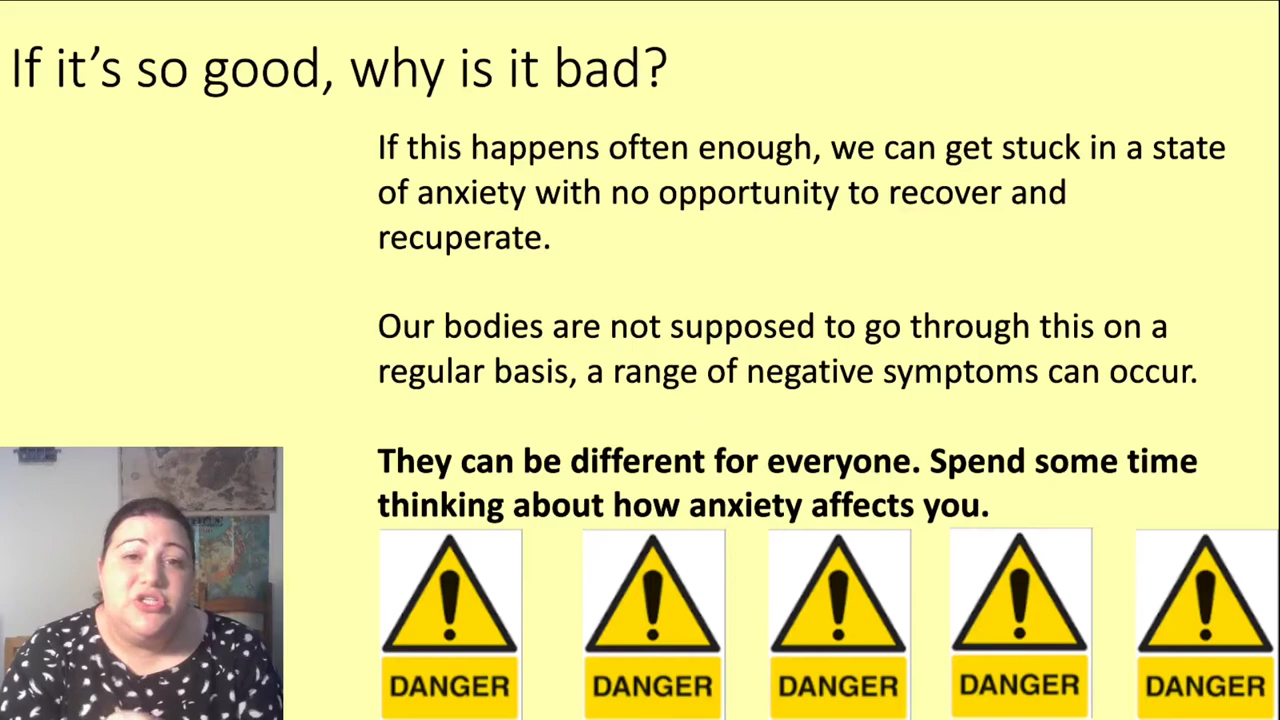 If it’s so good, why is it bad?
If this happens often enough, we can get stuck in a state
of anxiety with no opportunity to recover and
recuperate.
Our bodies are not supposed to go through this on a
regular basis, a range of negative symptoms can occur.
They can be different for everyone. Spend some time
thinking about how anxiety affects you.
DANGER DANGER DANGER DANGER DANGER